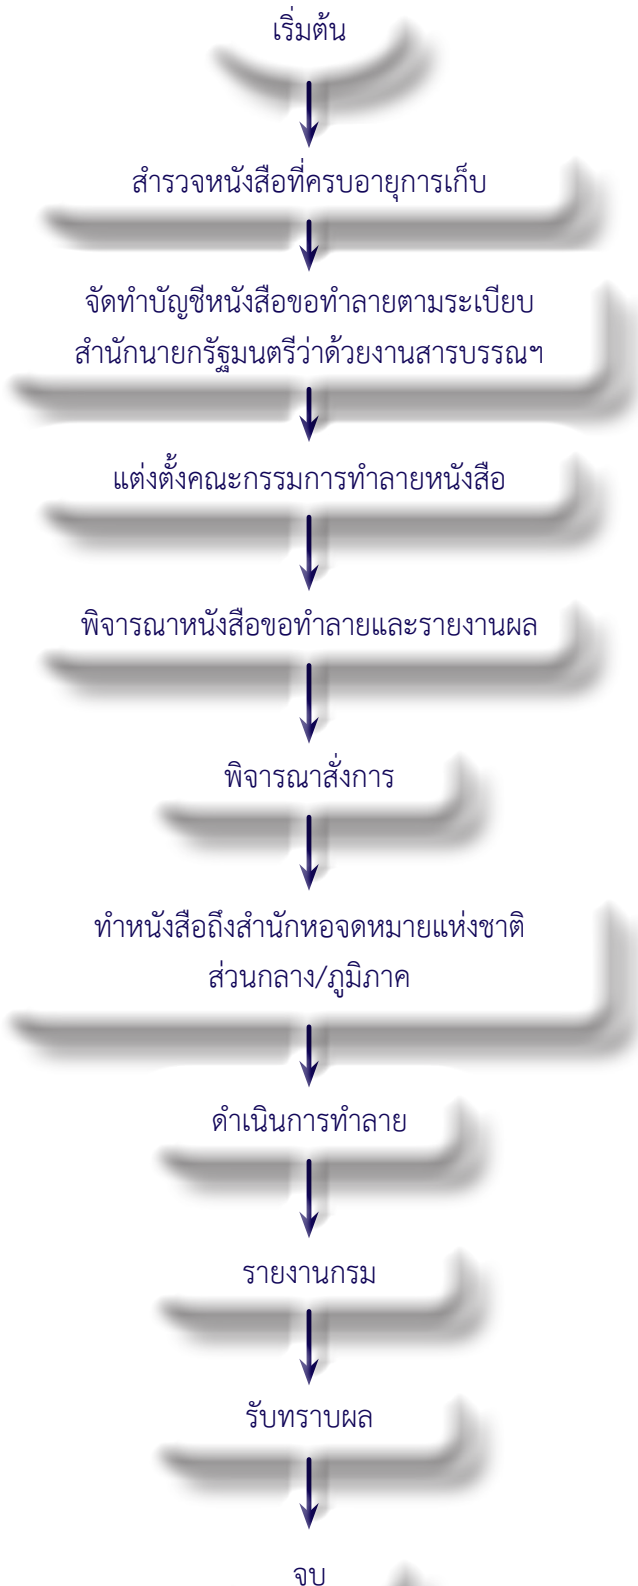 เริ่มต้น
สำรวจหนังสือที่ครบอายุการเก็บ
จัดทำบัญชีหนังสือขอทำลายตามระเบียบ
สำนักนายกรัฐมนตรีว่าด้วยงานสารบรรณฯ
แต่งตั้งคณะกรรมการทำลายหนังสือ
พิจารณาหนังสือขอทำลายและรายงานผล
พิจารณาสั่งการ
ทำหนังสือถึงสำนักหอจดหมายแห่งชาติ
ส่วนกลาง/ภูมิภาค
ดำเนินการทำลาย
รายงานกรม
รับทราบผล
จบ